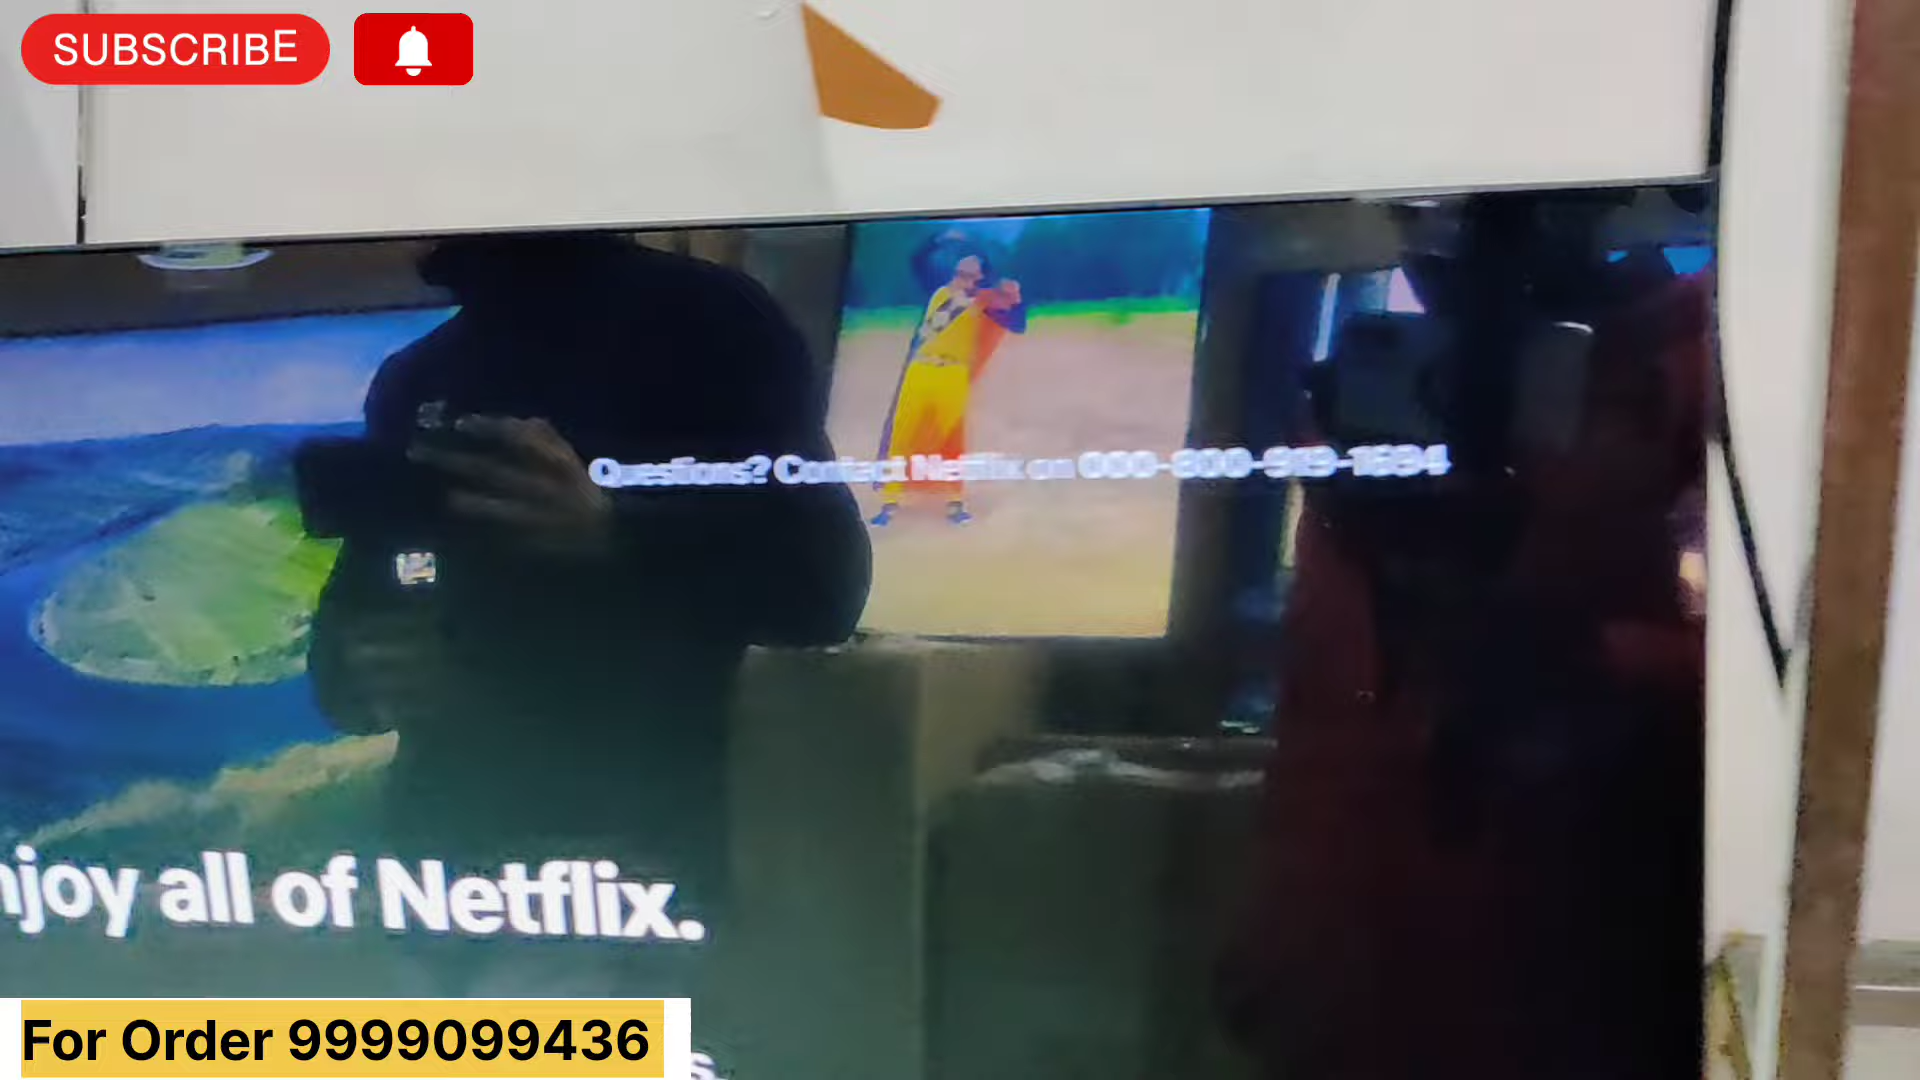 SUBSCRIBE
Questions? Contact Netflix on 000-800-919-1694
njoy all of Netflix.
For Order 9999099436
s.